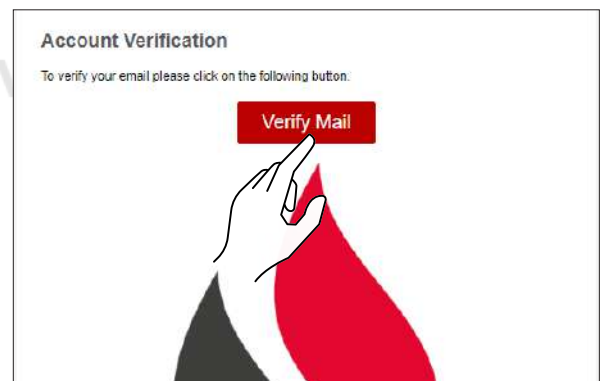 Account Verification
To verify your email please click on the following button.
Verify Mail